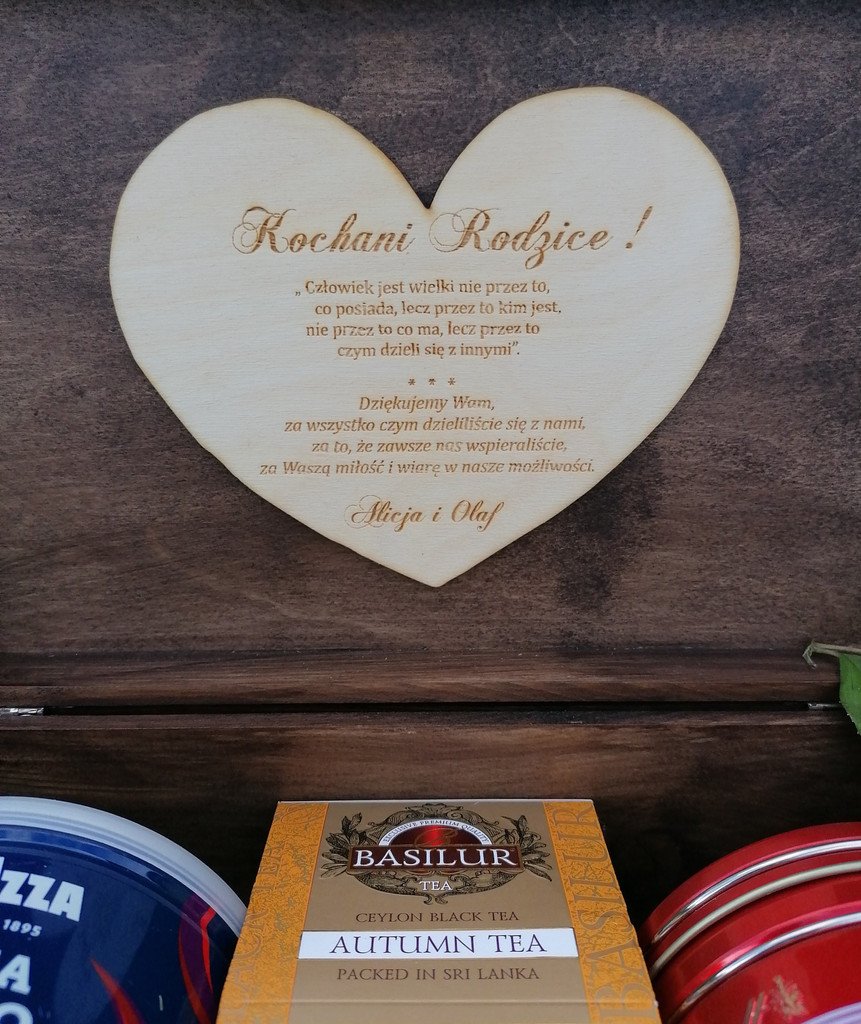 Kochani Rodzice !
„Człowiek jest wielki nie przez to,
co posiada, lecz przez to kim jest,
nie przez to co ma, lecz przez to
czym dzieli się z innymi”.
* * *
Dziękujemy Wam,
za wszystko czym dzieliliście się z nami,
za to, że zawsze nas wspieraliście,
za Waszą miłość i wiarę w nasze możliwości.
Alicja i Olaf
EXCLUSIVE PREMIUM QUALITY
BASILUR
TEA
CEYLON BLACK TEA
AUTUMN TEA
PACKED IN SRI LANKA
BASILUR
ZZA
1895
A
O